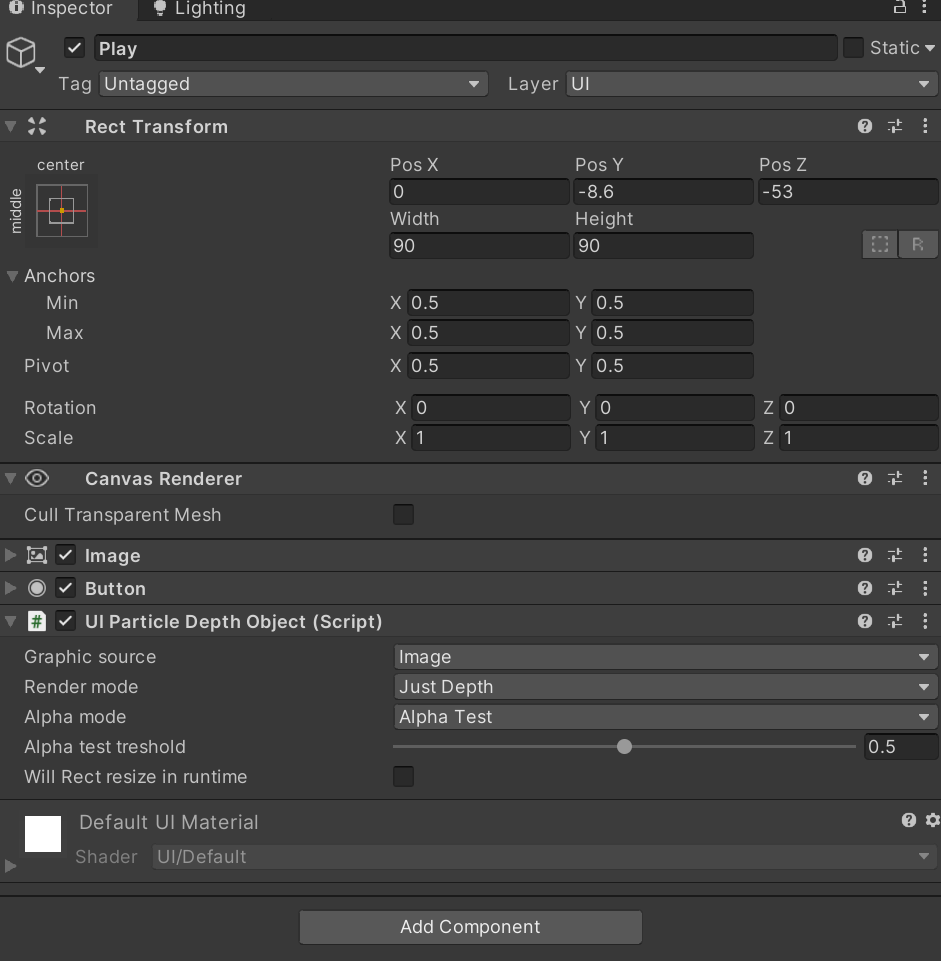 Inspector Lighting
Play Static
Tag Untagged Layer UI
Rect Transform
center
middle
Pos X Pos Y Pos Z
0 -8.6 -53
Width Height
90 90 R
Anchors
Min X 0.5 Y 0.5
Max X 0.5 Y 0.5
Pivot X 0.5 Y 0.5
Rotation X 0 Y 0 Z 0
Scale X 1 Y 1 Z 1
Canvas Renderer
Cull Transparent Mesh
Image
Button
# UI Particle Depth Object (Script)
Graphic source Image
Render mode Just Depth
Alpha mode Alpha Test
Alpha test treshold 0.5
Will Rect resize in runtime
Default UI Material
Shader UI/Default
Add Component